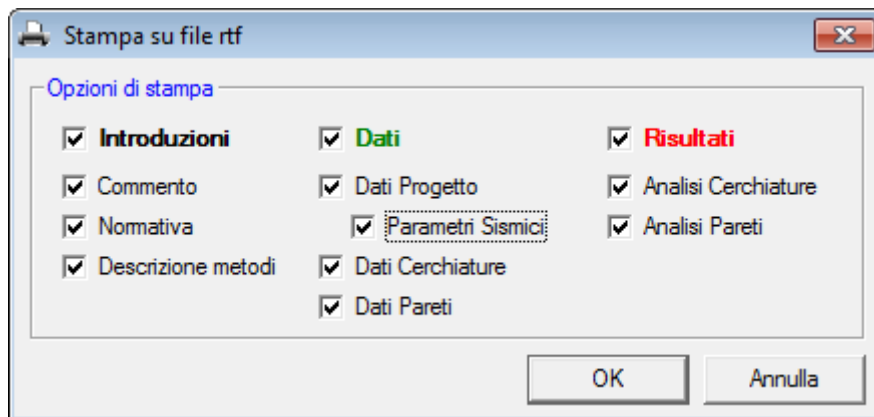 Stampa su file rtf
Opzioni di stampa
Introduzioni Dati Risultati
Commento Dati Progetto Analisi Cerchiature
Normativa Parametri Sismici Analisi Pareti
Descrizione metodi Dati Cerchiature
Dati Pareti
OK Annulla